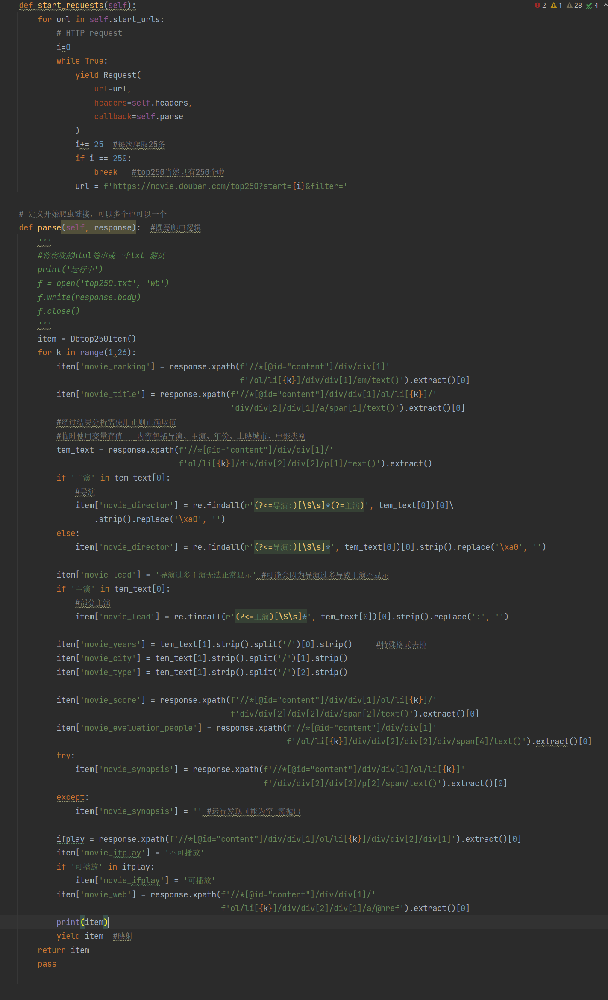 def start_requests(self):
2 1 28 4
    for url in self.start_urls:
        # HTTP request
        i=0
        while True:
            yield Request(
                url=url,
                headers=self.headers,
                callback=self.parse
            )
            i+= 25  #每次爬取25条
            if i == 250:
                break   #top250当然只有250个啦
            url = f'https://movie.douban.com/top250?start={i}&filter='

# 定义开始爬虫链接，可以多个也可以一个
def parse(self, response):  #撰写爬虫逻辑
    '''
    #将爬取的html输出成一个txt 测试
    print('运行中')
    f = open('top250.txt', 'wb')
    f.write(response.body)
    f.close()
    '''
    item = Dbtop250Item()
    for k in range(1,26):
        item['movie_ranking'] = response.xpath(f'//*[@id="content"]/div/div[1]'
                                               f'/ol/li[{k}]/div/div[1]/em/text()').extract()[0]
        item['movie_title'] = response.xpath(f'//*[@id="content"]/div/div[1]/ol/li[{k}]/'
                                             'div/div[2]/div[1]/a/span[1]/text()').extract()[0]
        #经过结果分析需使用正则正确取值
        #临时使用变量存值   内容包括导演、主演、年份、上映城市、电影类别
        tem_text = response.xpath(f'//*[@id="content"]/div/div[1]/'
                                  f'ol/li[{k}]/div/div[2]/div[2]/p[1]/text()').extract()
        if '主演' in tem_text[0]:
            #导演
            item['movie_director'] = re.findall(r'(?<=导演:)[\S\s]*(?=主演)', tem_text[0])[0]\
                .strip().replace('\xa0', '')
        else:
            item['movie_director'] = re.findall(r'(?<=导演:)[\S\s]*', tem_text[0])[0].strip().replace('\xa0', '')

        item['movie_lead'] = '导演过多主演无法正常显示' #可能会因为导演过多导致主演不显示
        if '主演' in tem_text[0]:
            #部分主演
            item['movie_lead'] = re.findall(r'(?<=主演)[\S\s]*', tem_text[0])[0].strip().replace(':', '')

        item['movie_years'] = tem_text[1].strip().split('/')[0].strip()     #特殊格式去掉
        item['movie_city'] = tem_text[1].strip().split('/')[1].strip()
        item['movie_type'] = tem_text[1].strip().split('/')[2].strip()

        item['movie_score'] = response.xpath(f'//*[@id="content"]/div/div[1]/ol/li[{k}]/'
                                             f'div/div[2]/div[2]/div/span[2]/text()').extract()[0]
        item['movie_evaluation_people'] = response.xpath(f'//*[@id="content"]/div/div[1]'
                                                         f'/ol/li[{k}]/div/div[2]/div[2]/div/span[4]/text()').extract()[0]
        try:
            item['movie_synopsis'] = response.xpath(f'//*[@id="content"]/div/div[1]/ol/li[{k}]'
                                                    f'/div/div[2]/div[2]/p[2]/span/text()').extract()[0]
        except:
            item['movie_synopsis'] = '' #运行发现可能为空 需抛出

        ifplay = response.xpath(f'//*[@id="content"]/div/div[1]/ol/li[{k}]/div/div[2]/div[1]').extract()[0]
        item['movie_ifplay'] = '不可播放'
        if '可播放' in ifplay:
            item['movie_ifplay'] = '可播放'
        item['movie_web'] = response.xpath(f'//*[@id="content"]/div/div[1]/'
                                           f'ol/li[{k}]/div/div[2]/div[1]/a/@href').extract()[0]
        print(item)
        yield item  #映射
    return item
    pass